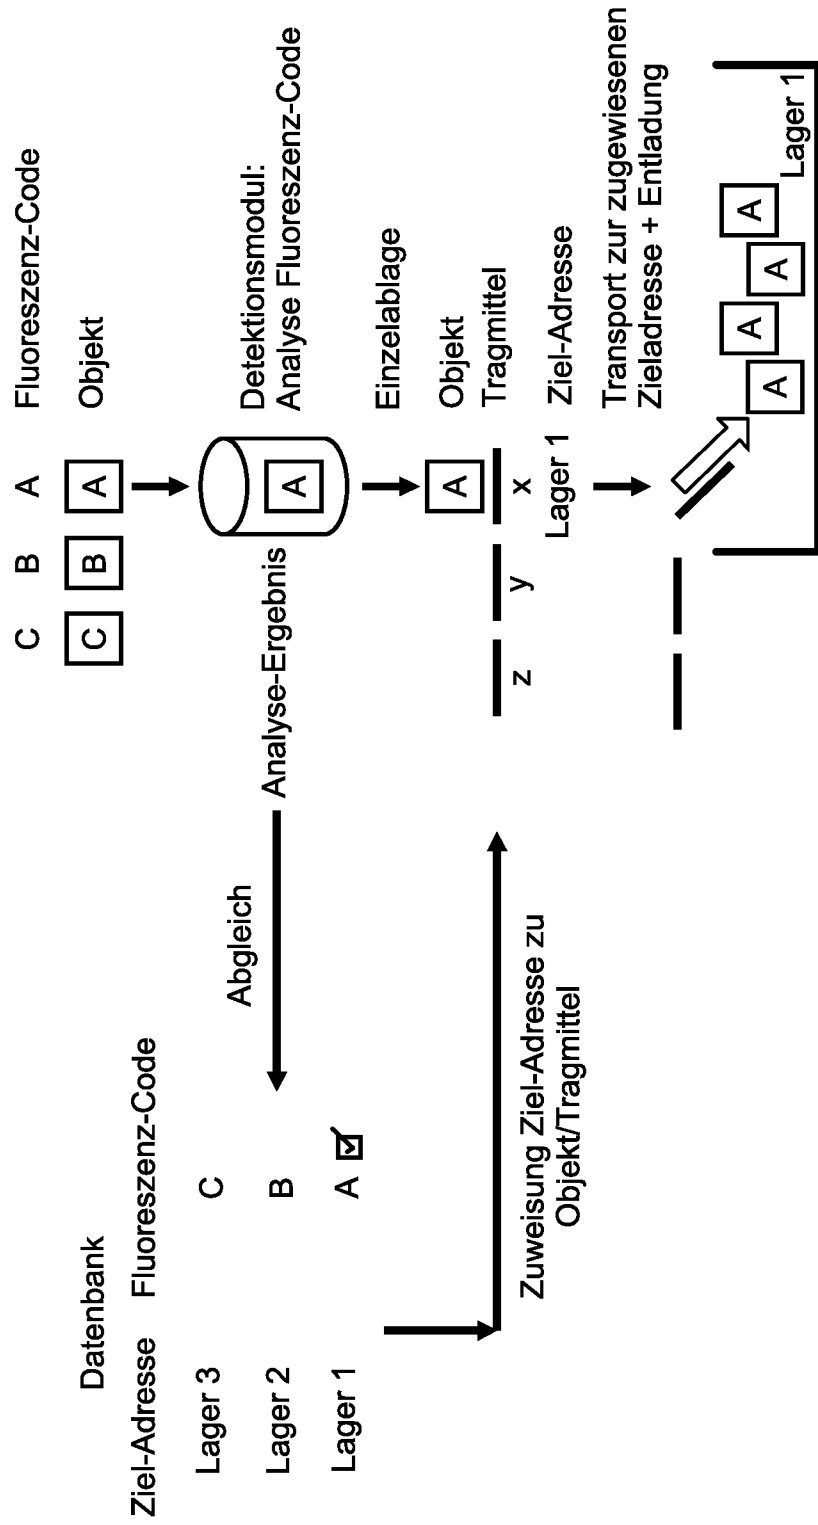 Datenbank
Ziel-Adresse Fluoreszenz-Code
Lager 3 C
Lager 2 B
Lager 1 A
Abgleich
Analyse-Ergebnis
Zuweisung Ziel-Adresse zu
Objekt/Tragmittel
C B A Fluoreszenz-Code
C B A Objekt
A
Detektionsmodul:
Analyse Fluoreszenz-Code
Einzelablage
A Objekt
Tragmittel
z y x
Lager 1 Ziel-Adresse
Transport zur zugewiesenen
Zieladresse + Entladung
A A A A
Lager 1